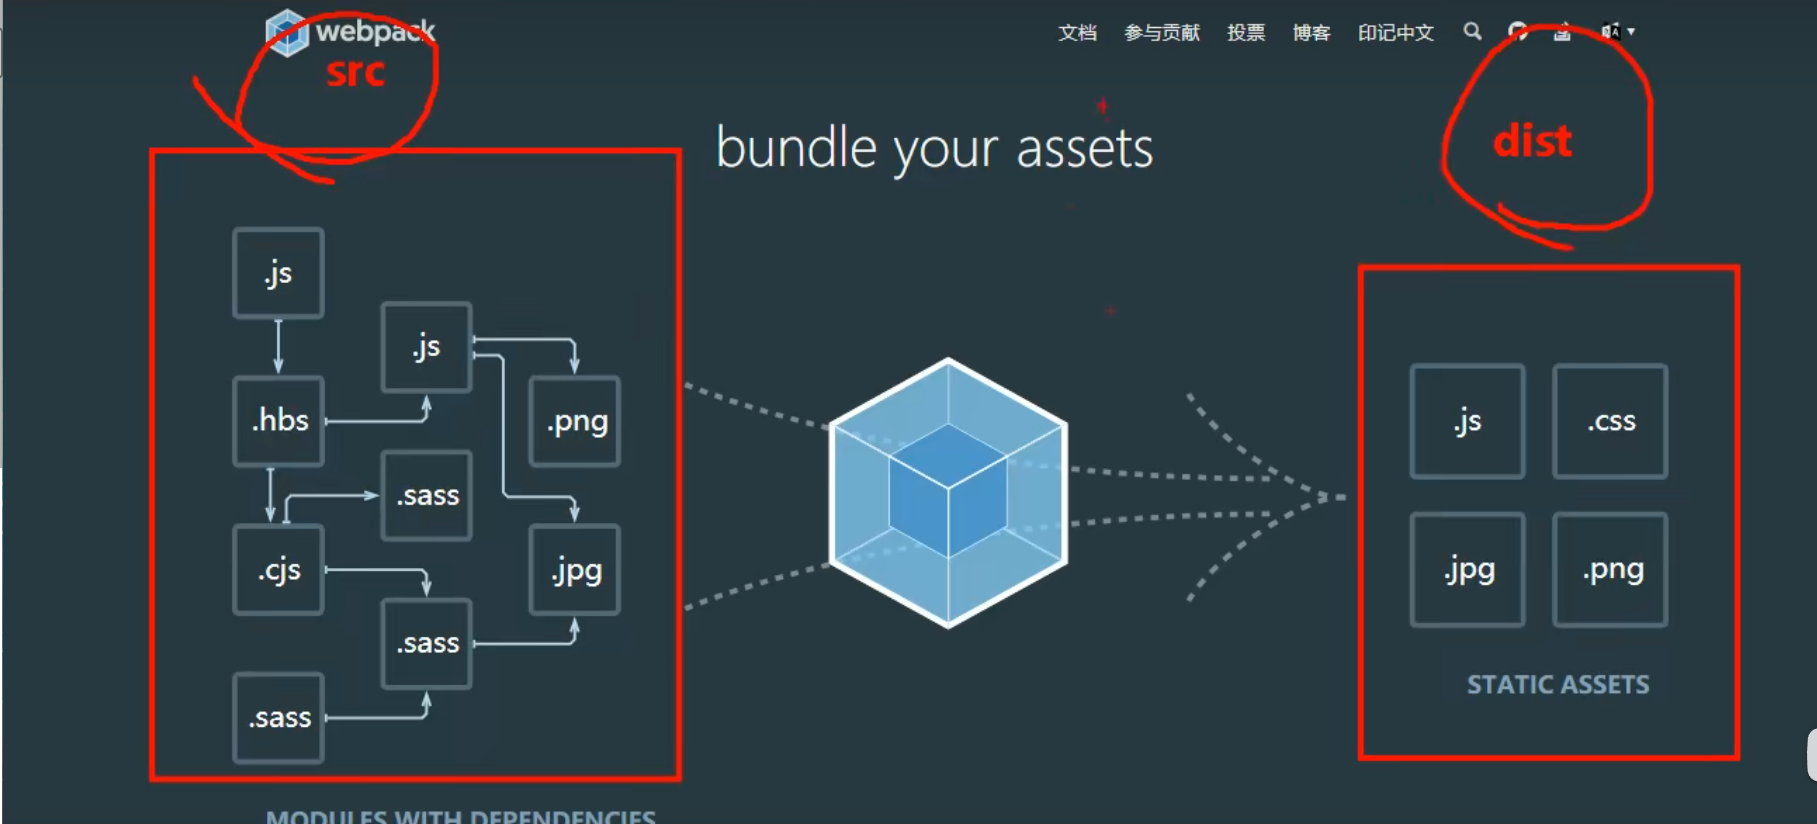 webpack
文档 参与贡献 投票 博客 印记中文
src
bundle your assets
dist
.js
.js
.hbs
.png
.sass
.cjs
.jpg
.sass
.sass
.js .css
.jpg .png
STATIC ASSETS
MODULES WITH DEPENDENCIES